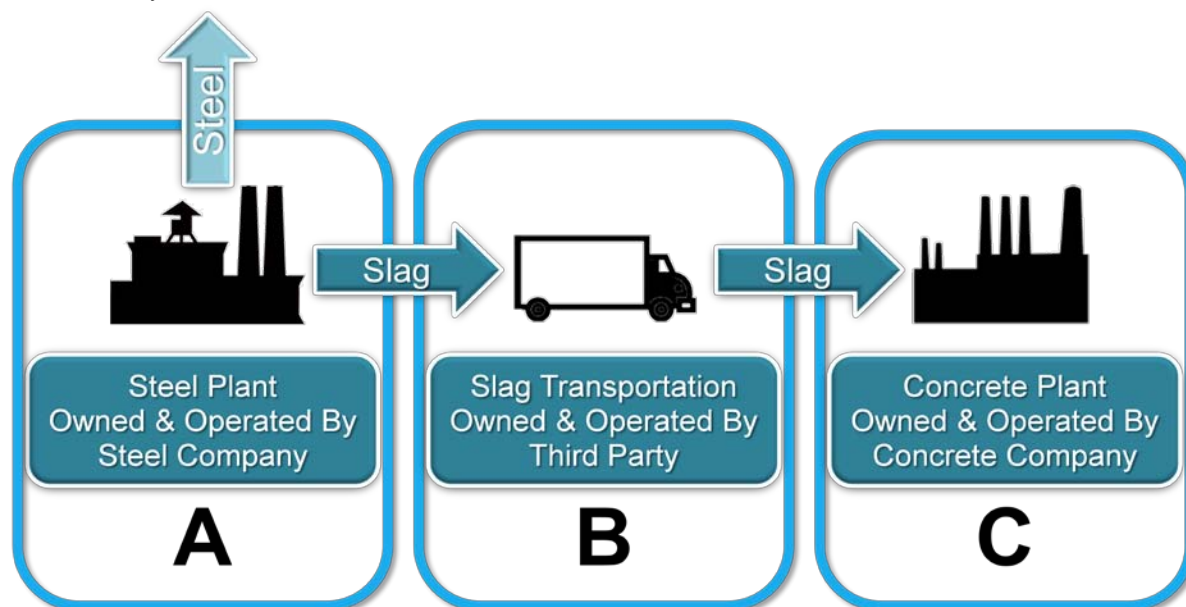 Steel
Slag
Slag
Steel Plant
Owned & Operated By
Steel Company
Slag Transportation
Owned & Operated By
Third Party
Concrete Plant
Owned & Operated By
Concrete Company
A
B
C